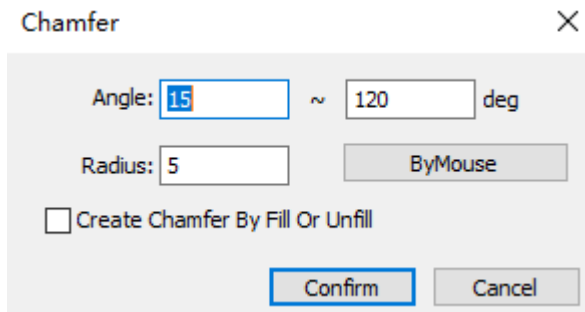 Chamfer
Angle: 15 ~ 120 deg
Radius: 5 ByMouse
Create Chamfer By Fill Or Unfill
Confirm Cancel